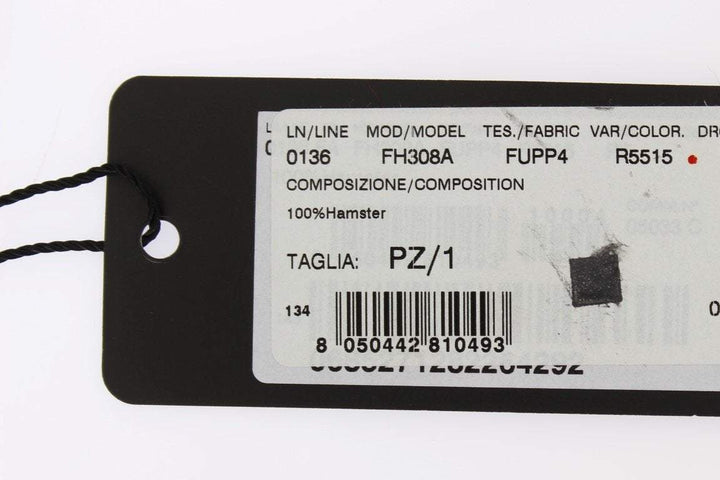 LN/LINE MOD/MODEL TES./FABRIC VAR/COLOR. DR
0136 FH308A FUPP4 R5515
COMPOSIZIONE/COMPOSITION
100%Hamster
TAGLIA: PZ/1
134
8 050442 810493